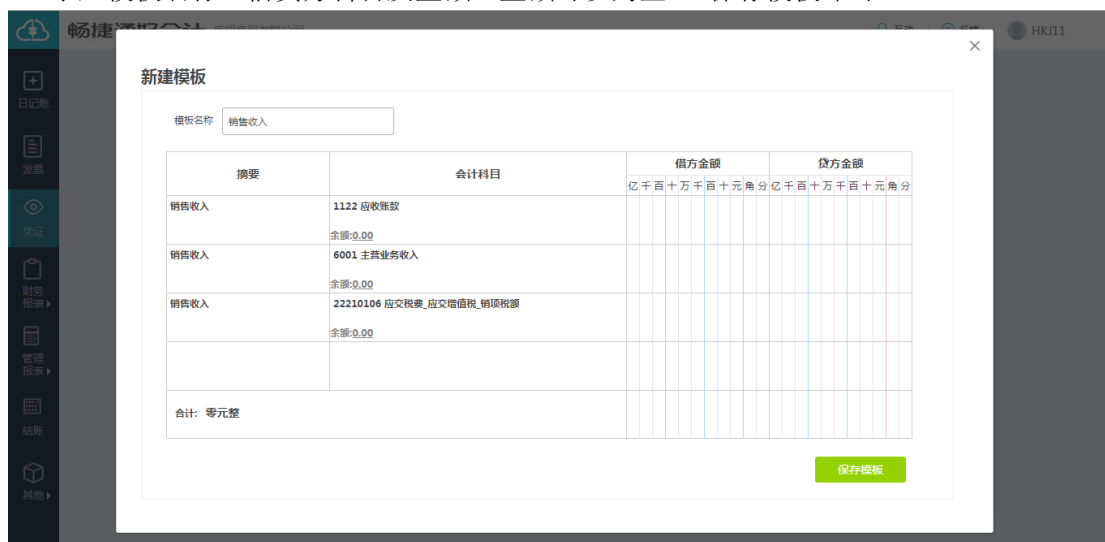 畅捷通好会计
HKJ11
新建模板
日记账
模板名称 销售收入
发票
摘要 会计科目 借方金额 贷方金额
亿 千 百 十 万 千 百 十 元 角 分 亿 千 百 十 万 千 百 十 元 角 分
销售收入 1122 应收账款
凭证
余额:0.00
销售收入 6001 主营业务收入
余额:0.00
财务
报表
销售收入 22210106 应交税费_应交增值税_销项税额
余额:0.00
管理
报表
合计: 零元整
结账
保存模板
其他